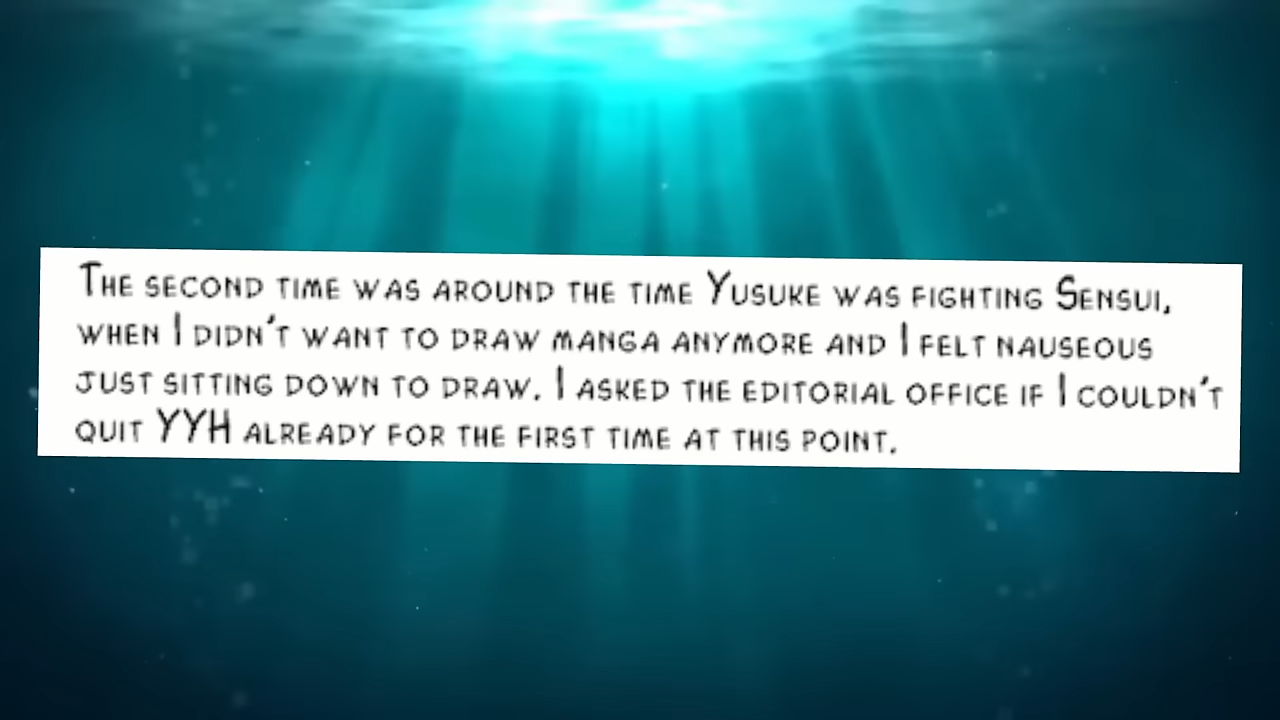 The second time was around the time Yusuke was fighting Sensui,
when I didn't want to draw manga anymore and I felt nauseous
just sitting down to draw. I asked the editorial office if I couldn't
quit YYH already for the first time at this point.